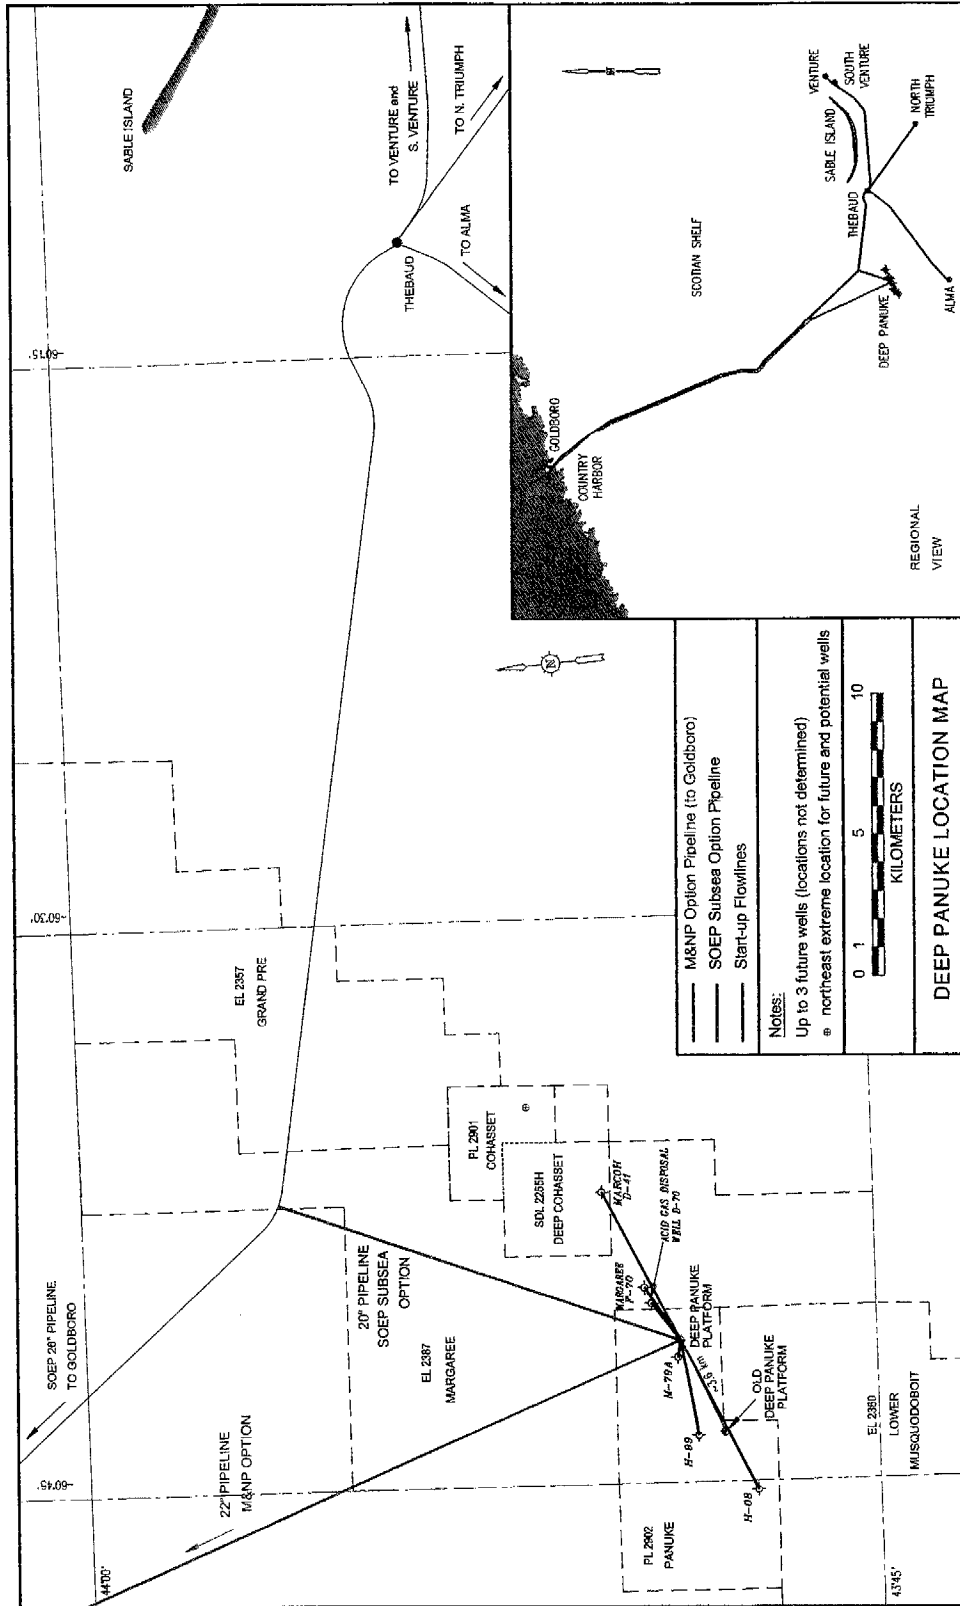 SOEP 26" PIPELINE
TO GOLDBORO
22" PIPELINE
M&NP OPTION
20" PIPELINE
SOEP SUBSEA
OPTION
EL 2387
MARGAREE
EL 2357
GRAND PRE
PL 2901
COHASSET
SDL 2255H
DEEP COHASSET
MARCOH
D-41
MARGAREE
F-70
ACID GAS DISPOSAL
WELL D-70
DEEP PANUKE
PLATFORM
M-79A
~3.6 km
OLD
DEEP PANUKE
PLATFORM
H-99
H-08
PL 2902
PANUKE
EL 2360
LOWER
MUSQUODOBOIT
44°00'
43°45'
-60°45'
-60°30'
-60°15'
SABLE ISLAND
THEBAUD
TO VENTURE and
S. VENTURE
TO N. TRIUMPH
TO ALMA
N
M&NP Option Pipeline (to Goldboro)
SOEP Subsea Option Pipeline
Start-up Flowlines
Notes:
Up to 3 future wells (locations not determined)
⊕ northeast extreme location for future and potential wells
0 1 5 10
KILOMETERS
DEEP PANUKE LOCATION MAP
GOLDBORO
COUNTRY
HARBOR
SCOTIAN SHELF
SABLE ISLAND
VENTURE
SOUTH
VENTURE
THEBAUD
NORTH
TRIUMPH
DEEP PANUKE
ALMA
REGIONAL
VIEW